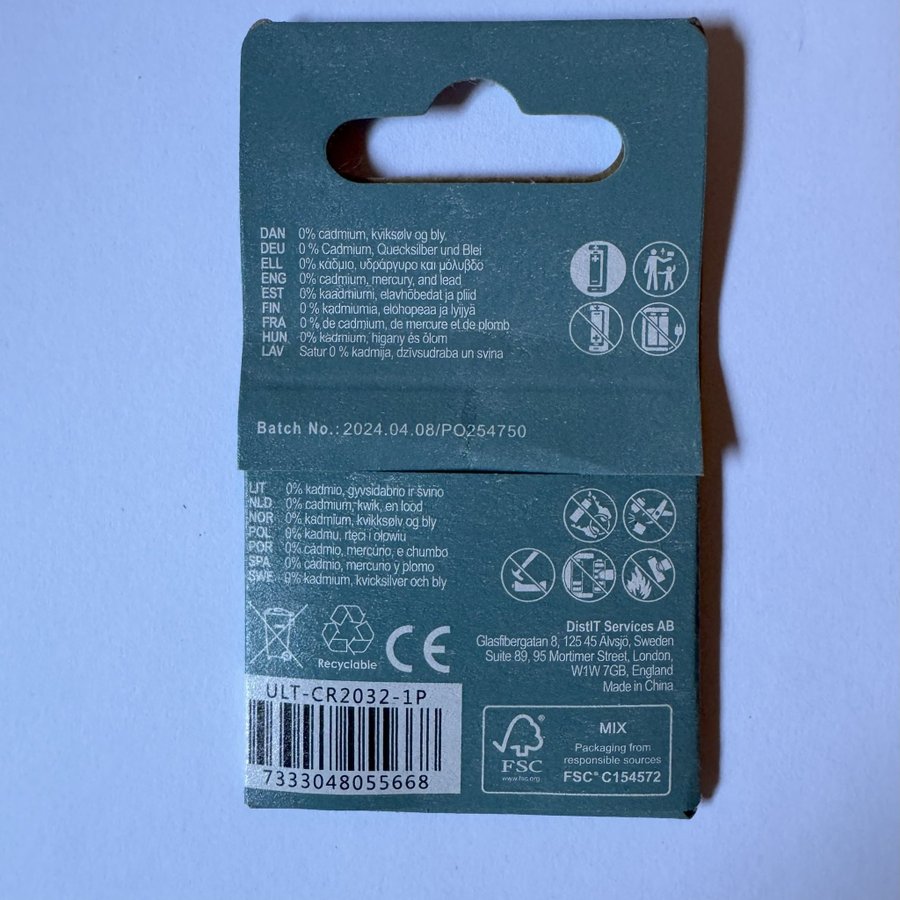 DAN 0% cadmium, kviksølv og bly.
DEU 0 % Cadmium, Quecksilber und Blei
ELL 0% κάδμιο, υδράργυρο και μόλυβδο
ENG 0% cadmium, mercury, and lead
EST 0% kaadmiumi, elavhõbedat ja pliid
FIN 0 % kadmiumia, elohopeaa ja lyijyä
FRA 0 % de cadmium, de mercure et de plomb
HUN 0% kadmium, higany és ólom
LAV Satur 0 % kadmija, dzīvsudraba un svina
Batch No.: 2024.04.08/PO254750
LIT 0% kadmio, gyvsidabrio ir švino
NLD 0% cadmium, kwik, en lood
NOR 0% kadmium, kvikksølv og bly
POL 0% kadmu, rtęci i ołowiu
POR 0% cádmio, mercúrio, e chumbo
SPA 0% cadmio, mercurio y plomo
SWE 0% kadmium, kvicksilver och bly
Recyclable
CE
DistIT Services AB
Glasfibergatan 8, 125 45 Älvsjö, Sweden
Suite 89, 95 Mortimer Street, London,
W1W 7GB, England
Made in China
ULT-CR2032-1P
7333048055668
FSC
www.fsc.org
MIX
Packaging from
responsible sources
FSC® C154572